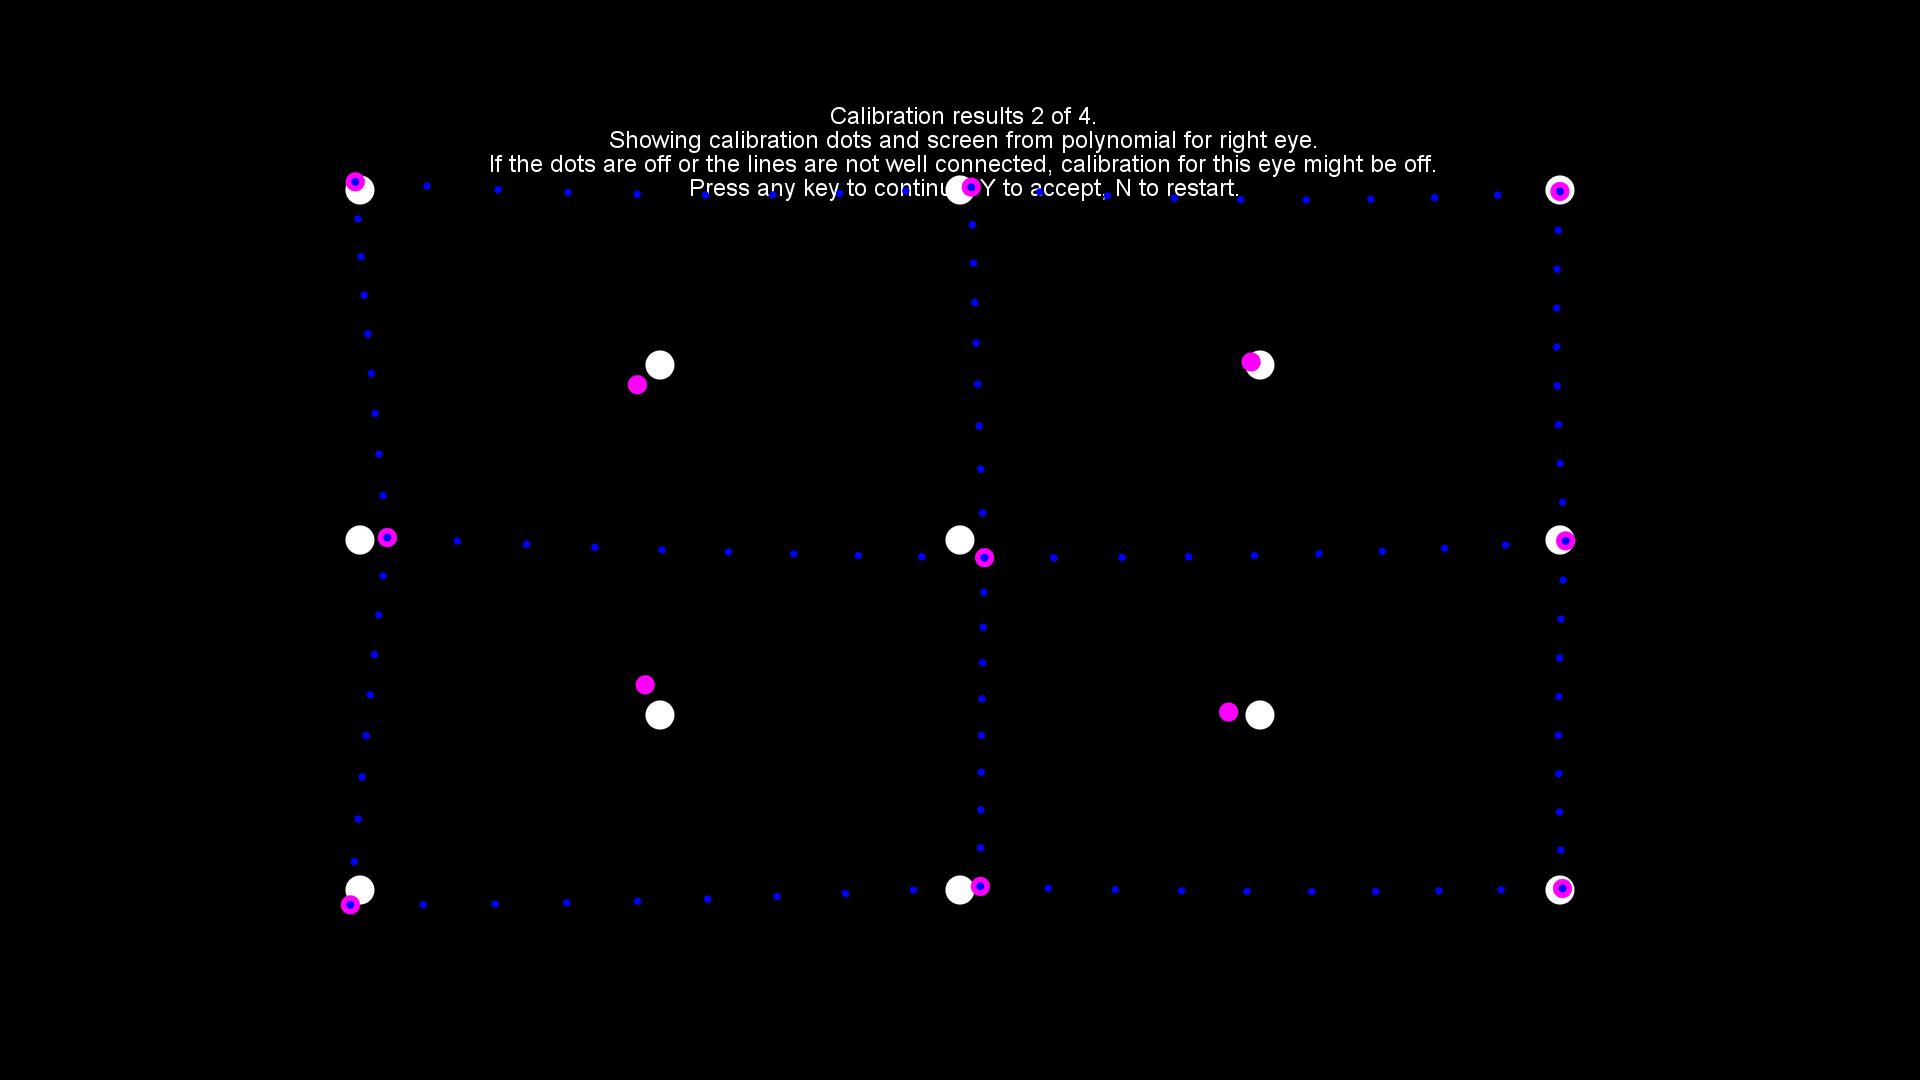 Calibration results 2 of 4.
Showing calibration dots and screen from polynomial for right eye.
If the dots are off or the lines are not well connected, calibration for this eye might be off.
Press any key to continu Y to accept, N to restart.